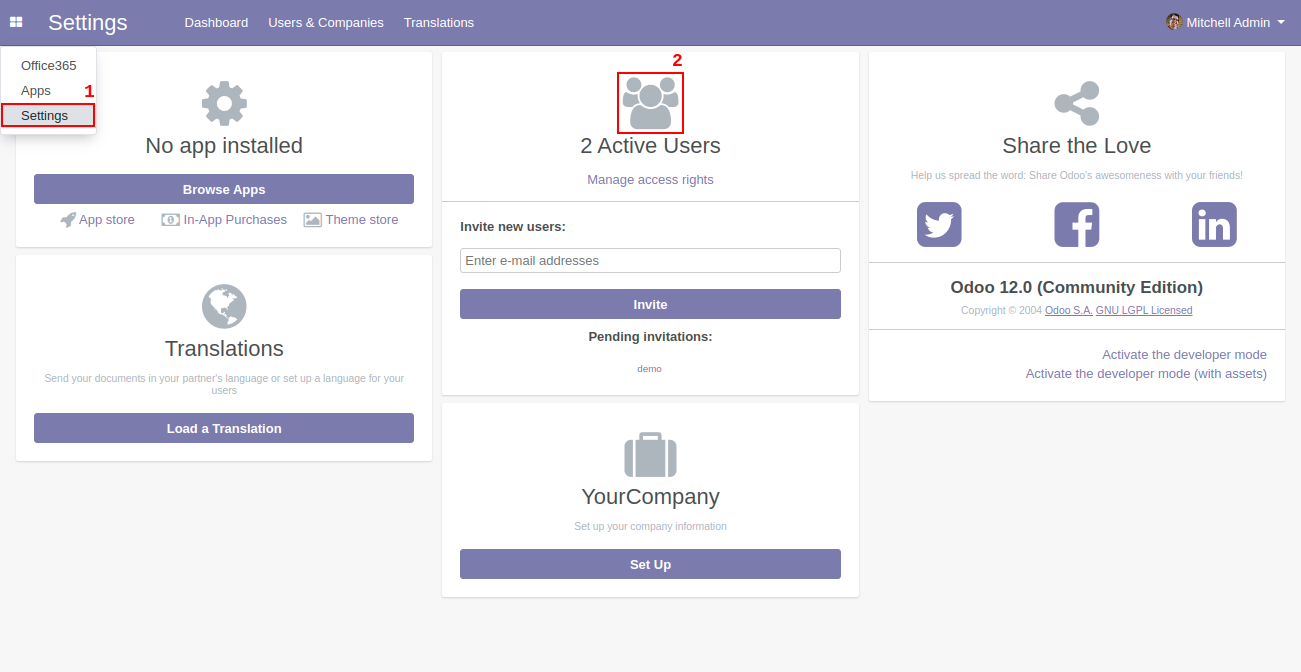 Settings
Dashboard
Users & Companies
Translations
Mitchell Admin
Office365
Apps
1
Settings
No app installed
Browse Apps
App store
In-App Purchases
Theme store
Translations
Send your documents in your partner's language or set up a language for your
users
Load a Translation
2
2 Active Users
Manage access rights
Invite new users:
Enter e-mail addresses
Invite
Pending invitations:
demo
YourCompany
Set up your company information
Set Up
Share the Love
Help us spread the word: Share Odoo's awesomeness with your friends!
Odoo 12.0 (Community Edition)
Copyright © 2004 Odoo S.A. GNU LGPL Licensed
Activate the developer mode
Activate the developer mode (with assets)